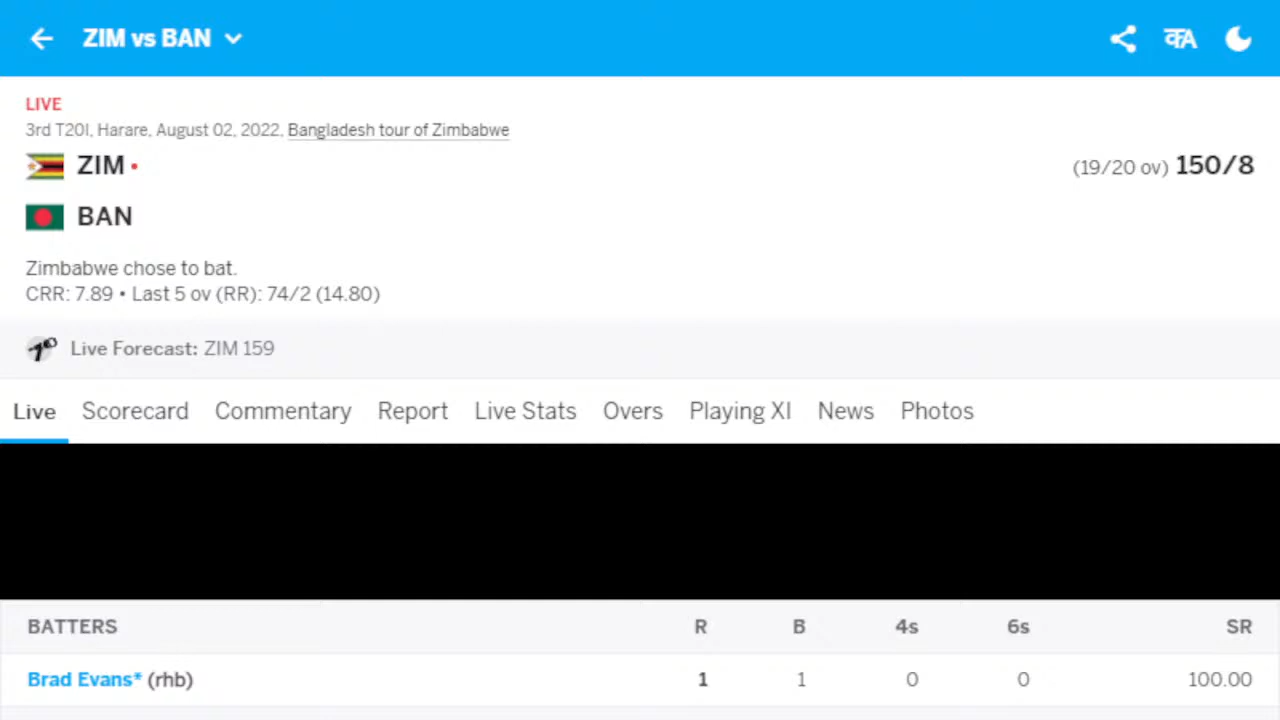 ZIM vs BAN
कA
LIVE
3rd T20I, Harare, August 02, 2022, Bangladesh tour of Zimbabwe
ZIM (19/20 ov) 150/8
BAN
Zimbabwe chose to bat.
CRR: 7.89 • Last 5 ov (RR): 74/2 (14.80)
Live Forecast: ZIM 159
Live Scorecard Commentary Report Live Stats Overs Playing XI News Photos
BATTERS R B 4s 6s SR
Brad Evans* (rhb) 1 1 0 0 100.00